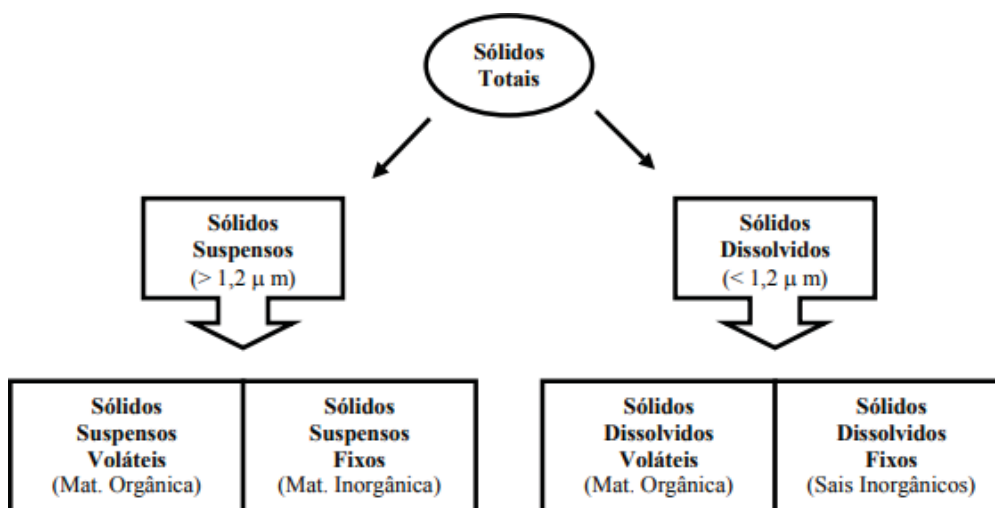 Sólidos
Totais
Sólidos
Suspensos
(> 1,2 μ m)
Sólidos
Dissolvidos
(< 1,2 μ m)
Sólidos
Suspensos
Voláteis
(Mat. Orgânica)
Sólidos
Suspensos
Fixos
(Mat. Inorgânica)
Sólidos
Dissolvidos
Voláteis
(Mat. Orgânica)
Sólidos
Dissolvidos
Fixos
(Sais Inorgânicos)